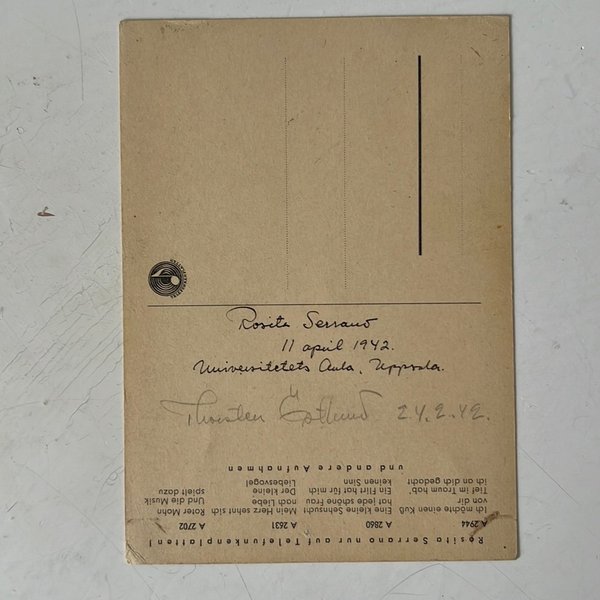 Rosita Serrano
11 april 1942.
Universitetets Aula, Uppsala.
Thorsten Östlund 24.2.42.
Rosita Serrano nur auf Telefunkenplatten!
A 2944 A 2860 A 2631 A 2702
Ich möchte einen Kuß Eine kleine Sehnsucht Mein Herz sehnt sich Roter Mohn
von dir hat jede schöne Frau nach Liebe Und die Musik
Tief im Traum hab' Ein Flirt hat für mich Der kleine spielt dazu
ich an dich gedacht keinen Sinn Liebesvogel
und andere Aufnahmen